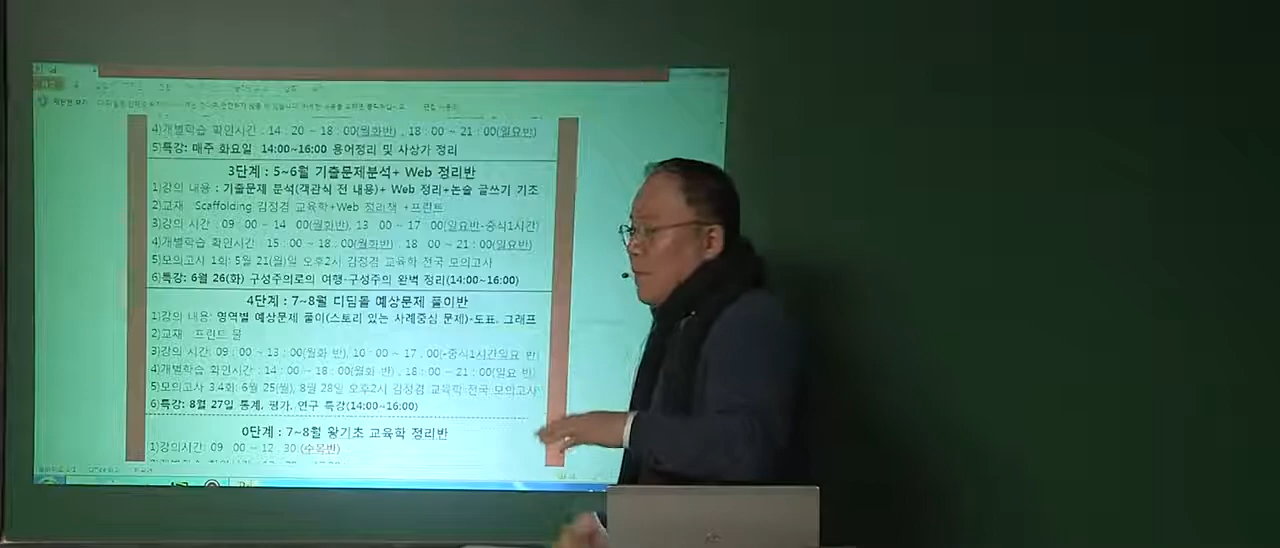 4)개별학습 확인시간 : 14 : 20 ~ 18 : 00(월화반) , 18 : 00 ~ 21 : 00(일요반)
5)특강: 매주 화요일 14:00~16:00 용어정리 및 사상가 정리
3단계 : 5~6월 기출문제분석+ Web 정리반
1)강의 내용 : 기출문제 분석(객관식 전 내용)+ Web 정리+논술 글쓰기 기조
2)교재 : Scaffolding 김정겸 교육학+Web 정리책 +프린트
3)강의 시간 : 09 : 00 ~ 14 : 00(월화반), 13 : 00 ~ 17 : 00(일요반-중식1시간)
4)개별학습 확인시간 : 15 : 00 ~ 18 : 00(월화반) , 18 : 00 ~ 21 : 00(일요반)
5)모의고사 1회: 5월 21(월)일 오후2시 김정겸 교육학 전국 모의고사
6)특강: 6월 26(화) 구성주의로의 여행-구성주의 완벽 정리(14:00~16:00)
4단계 : 7~8월 디딤돌 예상문제 풀이반
1)강의 내용: 영역별 예상문제 풀이(스토리 있는 사례중심 문제)-도표, 그래프
2)교재 : 프린트 물
3)강의 시간: 09 : 00 ~ 13 : 00(월화 반), 10 : 00 ~ 17 : 00(-중식1시간일요 반)
4)개별학습 확인시간 : 14 : 00 ~ 18 : 00(월화 반) , 18 : 00 ~ 21 : 00(일요 반)
5)모의고사 3,4회: 6월 25(월), 8월 28일 오후2시 김정겸 교육학 전국 모의고사
6)특강: 8월 27일 통계, 평가, 연구 특강(14:00~16:00)
0단계 : 7~8월 왕기초 교육학 정리반
1)강의시간: 09 : 00 ~ 12 : 30 (수목반)